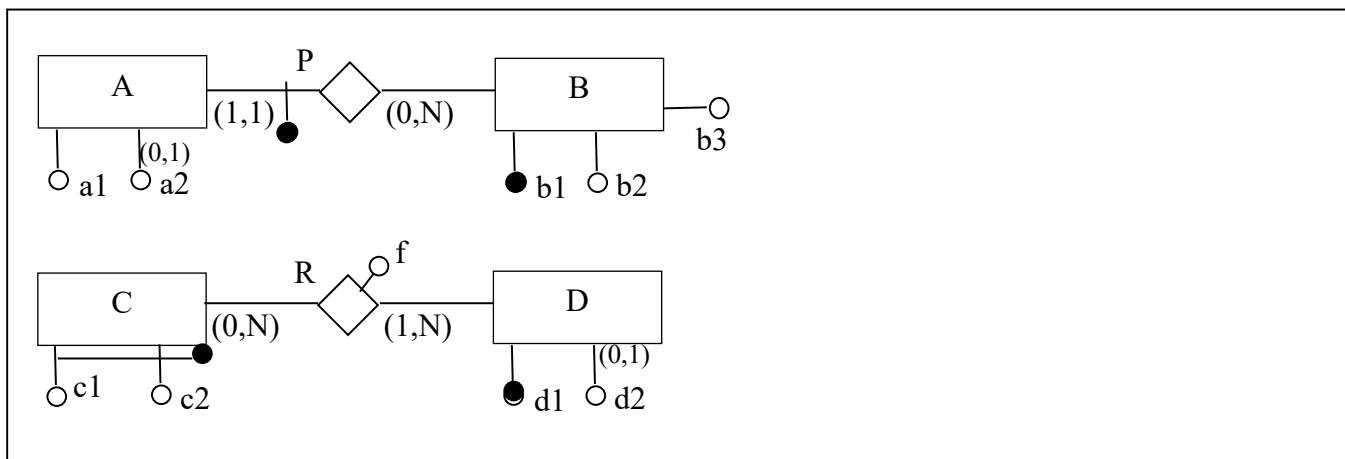 P
A
B
(1,1)
(0,N)
b3
(0,1)
a1
a2
b1
b2
f
R
C
D
(0,N)
(1,N)
(0,1)
c1
c2
d1
d2